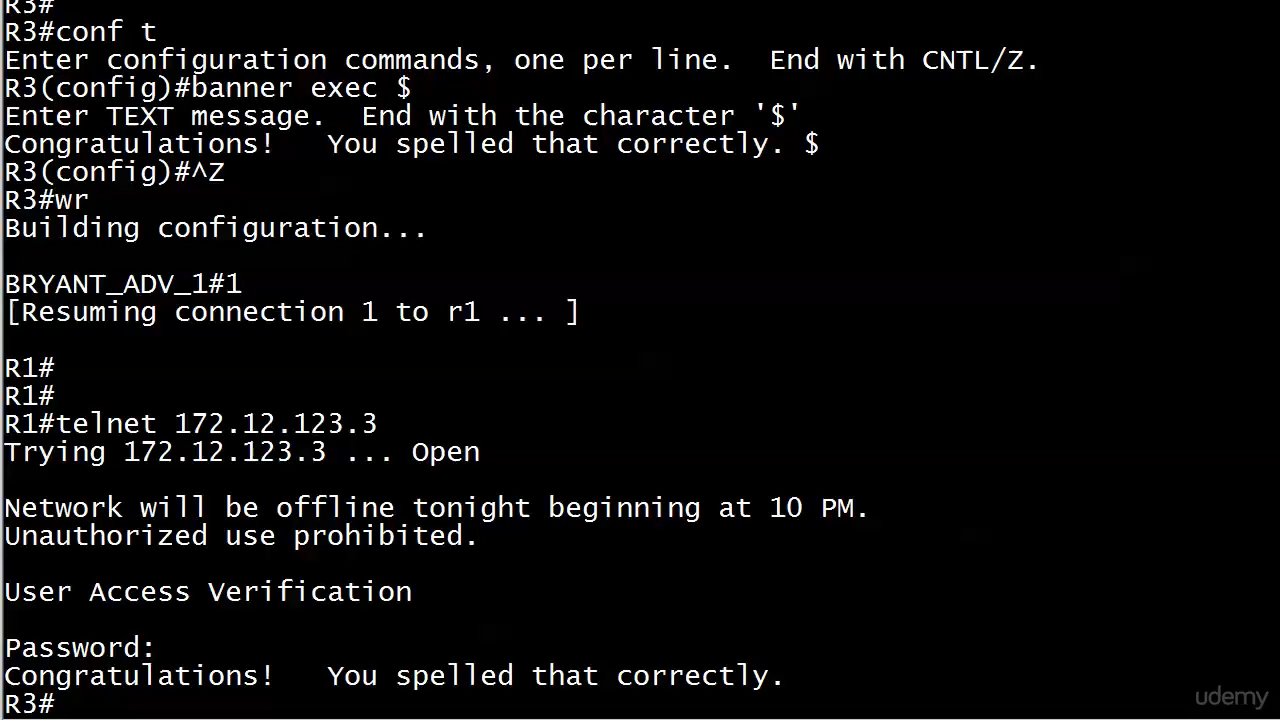 R3#
R3#conf t
Enter configuration commands, one per line.  End with CNTL/Z.
R3(config)#banner exec $
Enter TEXT message.  End with the character '$'
Congratulations!   You spelled that correctly. $
R3(config)#^Z
R3#wr
Building configuration...
BRYANT_ADV_1#1
[Resuming connection 1 to r1 ... ]
R1#
R1#
R1#telnet 172.12.123.3
Trying 172.12.123.3 ... Open
Network will be offline tonight beginning at 10 PM.
Unauthorized use prohibited.
User Access Verification
Password:
Congratulations!   You spelled that correctly.
R3#
udemy